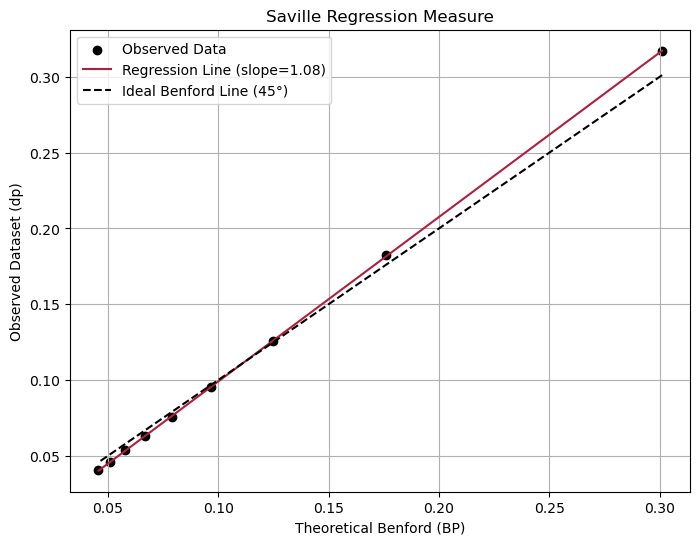 Saville Regression Measure
Observed Data
Regression Line (slope=1.08)
Ideal Benford Line (45°)
Observed Dataset (dp)
0.30
0.25
0.20
0.15
0.10
0.05
0.05 0.10 0.15 0.20 0.25 0.30
Theoretical Benford (BP)